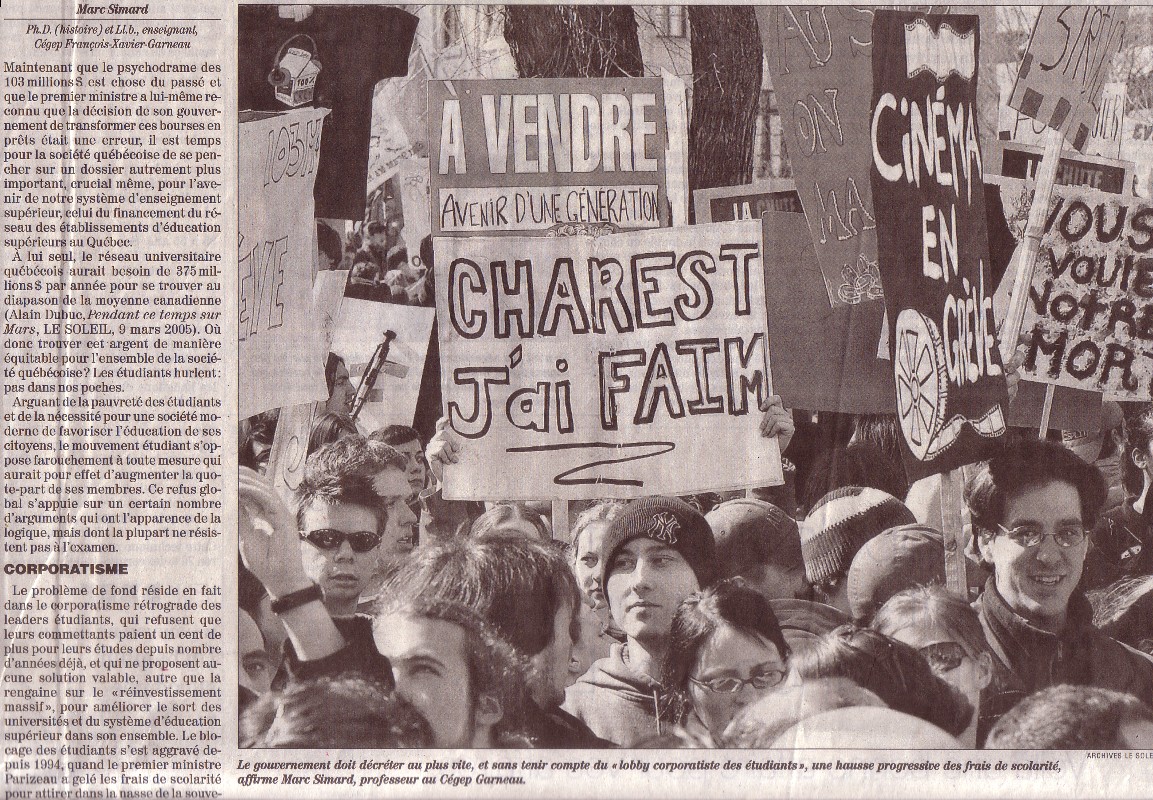 Marc Simard
Ph.D. (histoire) et Ll.b., enseignant,
Cégep François-Xavier-Garneau
Maintenant que le psychodrame des
103 millions $ est chose du passé et
que le premier ministre a lui-même re-
connu que la décision de son gouver-
nement de transformer ces bourses en
prêts était une erreur, il est temps
pour la société québécoise de se pen-
cher sur un dossier autrement plus
important, crucial même, pour l'ave-
nir de notre système d'enseignement
supérieur, celui du financement du ré-
seau des établissements d'éducation
supérieurs au Québec.
À lui seul, le réseau universitaire
québécois aurait besoin de 375 mil-
lions $ par année pour se trouver au
diapason de la moyenne canadienne
(Alain Dubuc, Pendant ce temps sur
Mars, LE SOLEIL, 9 mars 2005). Où
donc trouver cet argent de manière
équitable pour l'ensemble de la socié-
té québécoise? Les étudiants hurlent:
pas dans nos poches.
Arguant de la pauvreté des étudiants
et de la nécessité pour une société mo-
derne de favoriser l'éducation de ses
citoyens, le mouvement étudiant s'op-
pose farouchement à toute mesure qui
aurait pour effet d'augmenter la quo-
te-part de ses membres. Ce refus glo-
bal s'appuie sur un certain nombre
d'arguments qui ont l'apparence de la
logique, mais dont la plupart ne résis-
tent pas à l'examen.
CORPORATISME
Le problème de fond réside en fait
dans le corporatisme rétrograde des
leaders étudiants, qui refusent que
leurs commettants paient un cent de
plus pour leurs études depuis nombre
d'années déjà, et qui ne proposent au-
cune solution valable, autre que la
rengaine sur le «réinvestissement
massif», pour améliorer le sort des
universités et du système d'éducation
supérieur dans son ensemble. Le blo-
cage des étudiants s'est aggravé de-
puis 1994, quand le premier ministre
Parizeau a gelé les frais de scolarité
pour attirer dans la nasse de la souve-
100%
103M
ÈVE
À VENDRE
AVENIR D'UNE GÉNÉRATION
CHAREST
J'ai FAIM
LA CHUTE
CINÉMA
EN
GRÈVE
VOUS
VOTRE
MORT
ARCHIVES LE SOLE
Le gouvernement doit décréter au plus vite, et sans tenir compte du «lobby corporatiste des étudiants», une hausse progressive des frais de scolarité,
affirme Marc Simard, professeur au Cégep Garneau.